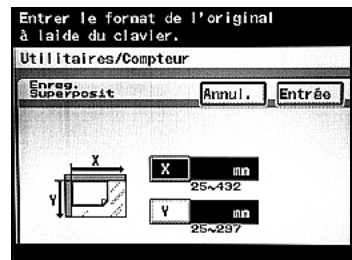 Entrer le format de l'original
à laide du clavier.
Utilitaires/Compteur
Enreg.
Superposit
Annul.
Entrée
X
X mm
25~432
Y
Y mm
25~297